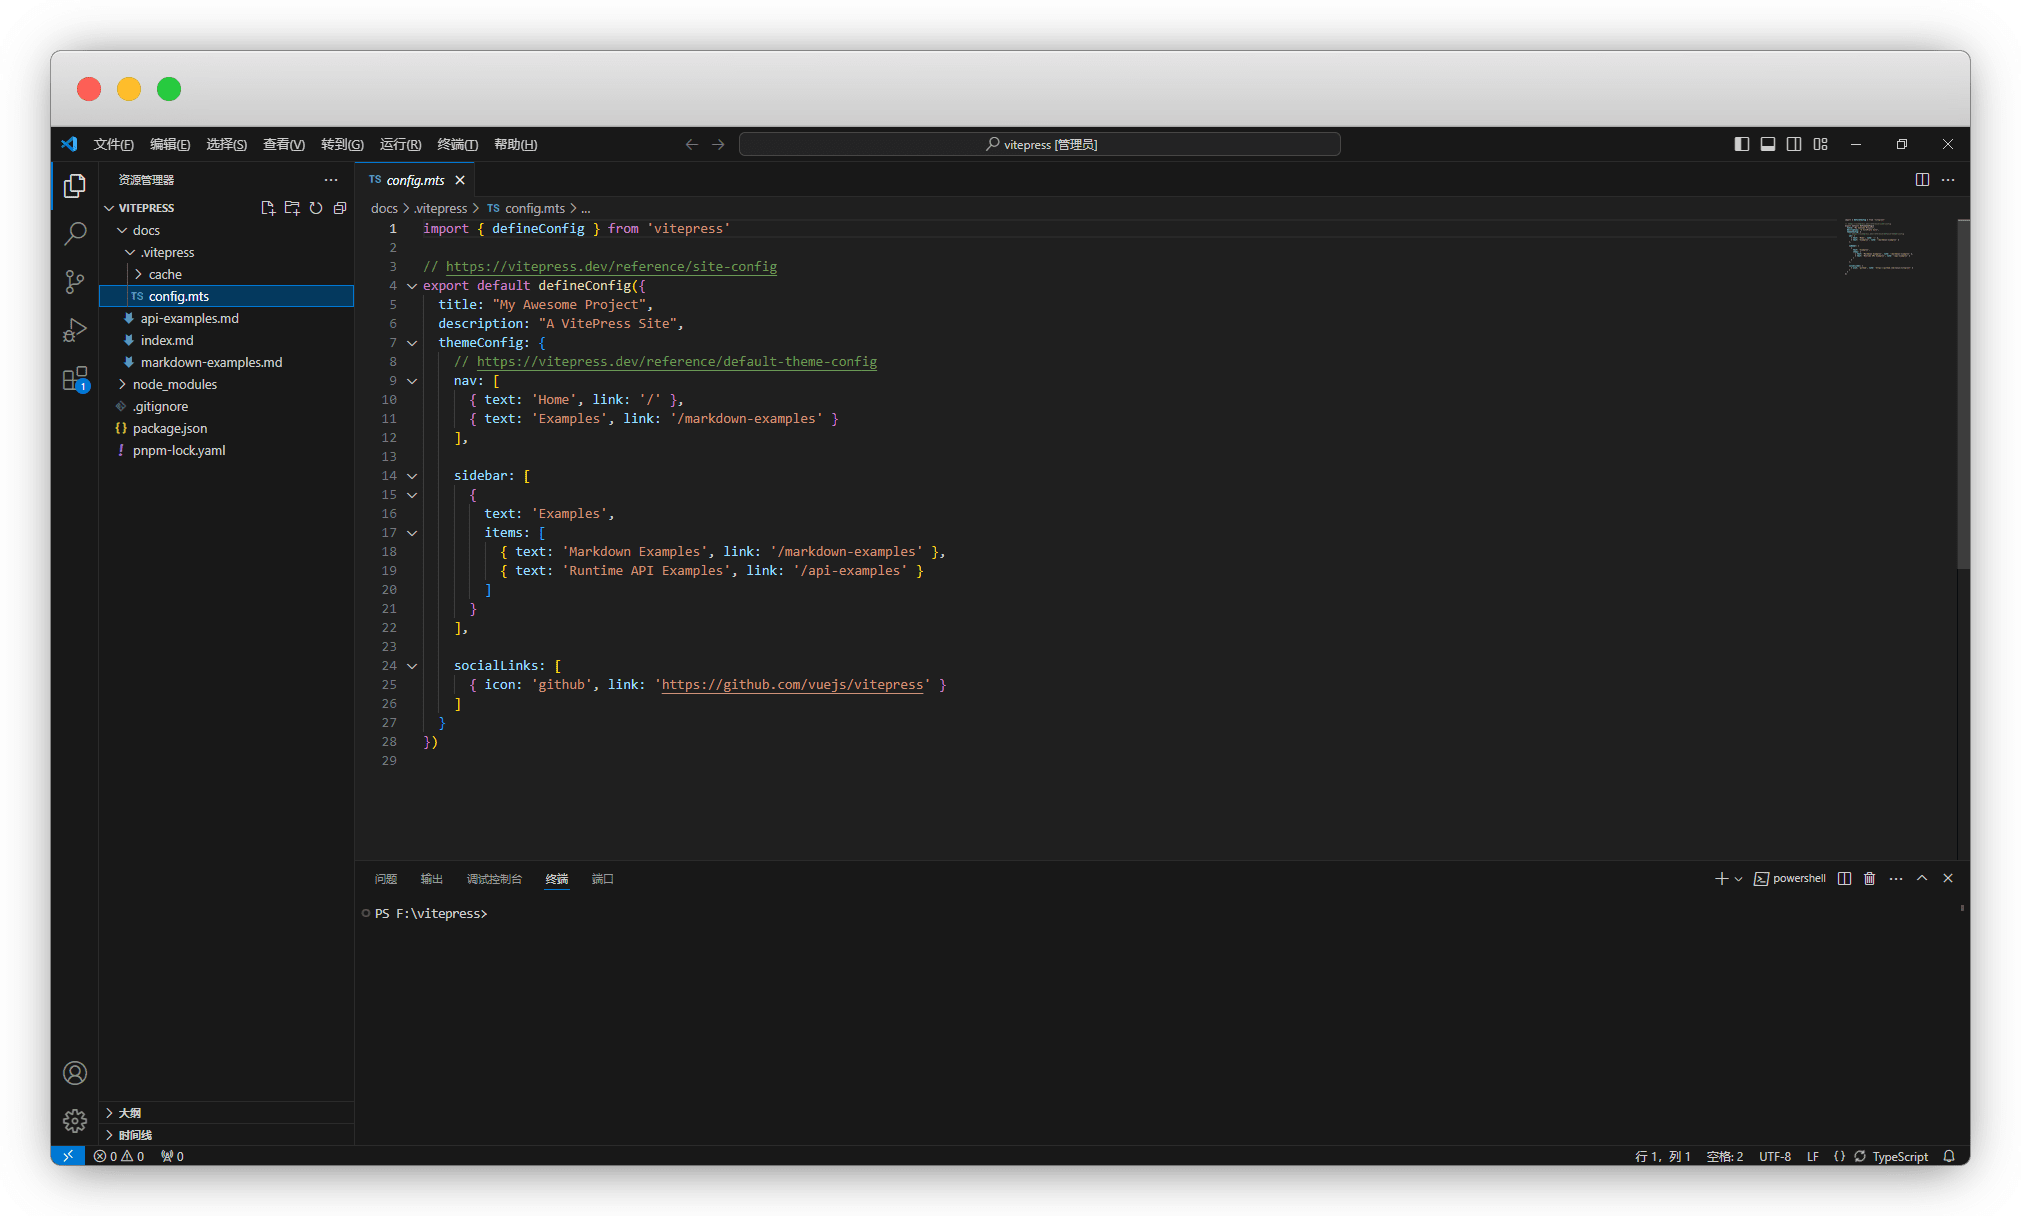 文件(F) 编辑(E) 选择(S) 查看(V) 转到(G) 运行(R) 终端(T) 帮助(H) vitepress [管理员]
资源管理器
VITEPRESS
docs
.vitepress
cache
TS config.mts
api-examples.md
index.md
markdown-examples.md
node_modules
.gitignore
{} package.json
! pnpm-lock.yaml
1
大纲
时间线
TS config.mts
docs > .vitepress > TS config.mts > ...
1 import { defineConfig } from 'vitepress'
2
3 // https://vitepress.dev/reference/site-config
4 export default defineConfig({
5 title: "My Awesome Project",
6 description: "A VitePress Site",
7 themeConfig: {
8 // https://vitepress.dev/reference/default-theme-config
9 nav: [
10 { text: 'Home', link: '/' },
11 { text: 'Examples', link: '/markdown-examples' }
12 ],
13
14 sidebar: [
15 {
16 text: 'Examples',
17 items: [
18 { text: 'Markdown Examples', link: '/markdown-examples' },
19 { text: 'Runtime API Examples', link: '/api-examples' }
20 ]
21 }
22 ],
23
24 socialLinks: [
25 { icon: 'github', link: 'https://github.com/vuejs/vitepress' }
26 ]
27 }
28 })
29
问题 输出 调试控制台 终端 端口 powershell
PS F:\vitepress>
0 0 0 行 1，列 1 空格: 2 UTF-8 LF {} TypeScript